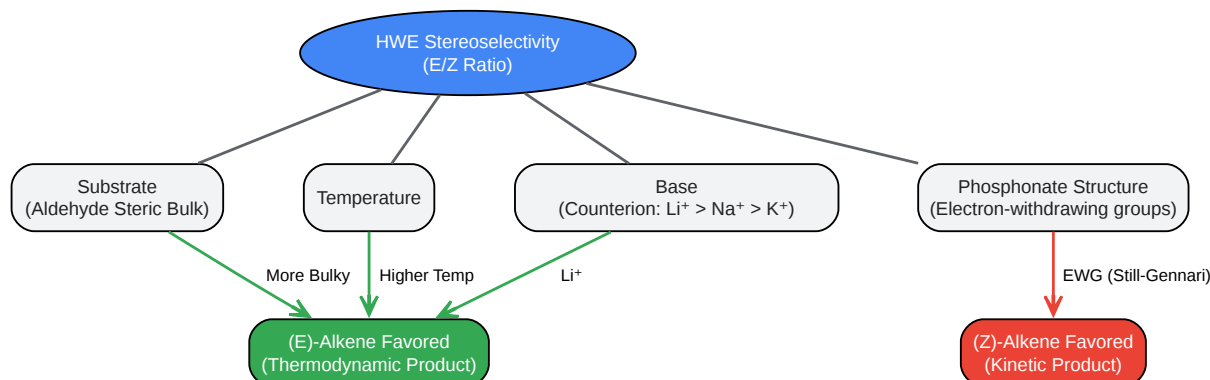 HWE Stereoselectivity
(E/Z Ratio)
Substrate
(Aldehyde Steric Bulk)
Temperature
Base
(Counterion: Li⁺ > Na⁺ > K⁺)
Phosphonate Structure
(Electron-withdrawing groups)
More Bulky
Higher Temp
Li⁺
EWG (Still-Gennari)
(E)-Alkene Favored
(Thermodynamic Product)
(Z)-Alkene Favored
(Kinetic Product)